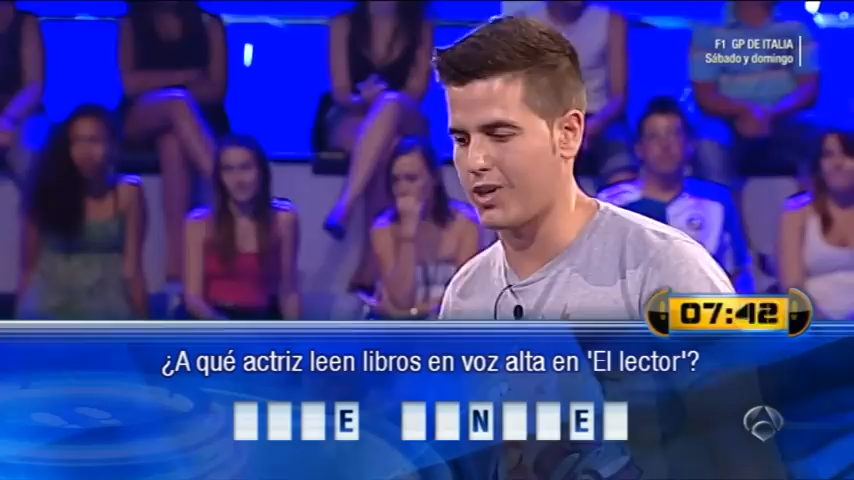 F1 GP DE ITALIA
Sábado y domingo
07:42
¿A qué actriz leen libros en voz alta en 'El lector'?
E N E